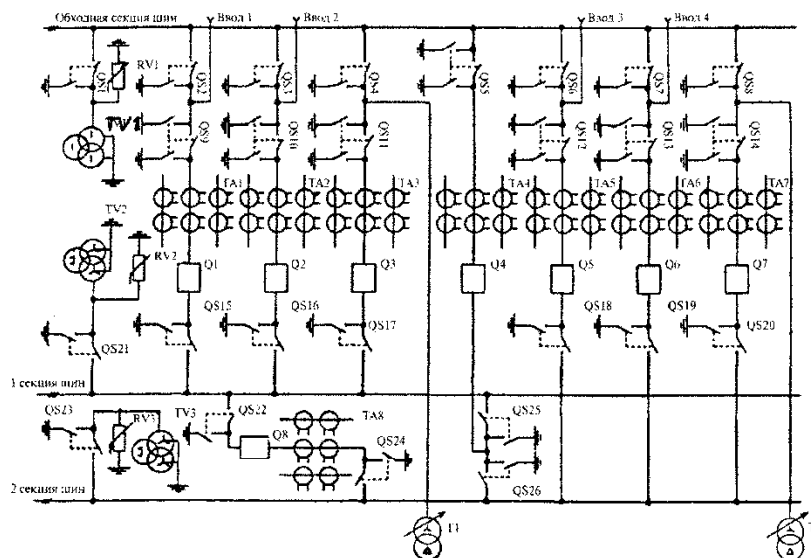 Обходная секция шин
Ввод 1
Ввод 2
Ввод 3
Ввод 4
QS1
RV1
QS2
QS3
QS4
QS5
QS6
QS7
QS8
TV1
QS9
QS10
QS11
QS12
QS13
QS14
TA1
TA2
TA3
TA4
TA5
TA6
TA7
TV2
RV2
Q1
Q2
Q3
Q4
Q5
Q6
Q7
QS15
QS16
QS17
QS18
QS19
QS20
QS21
1 секция шин
QS23
RV3
TV3
QS22
Q8
TA8
QS24
QS25
QS26
2 секция шин
T1